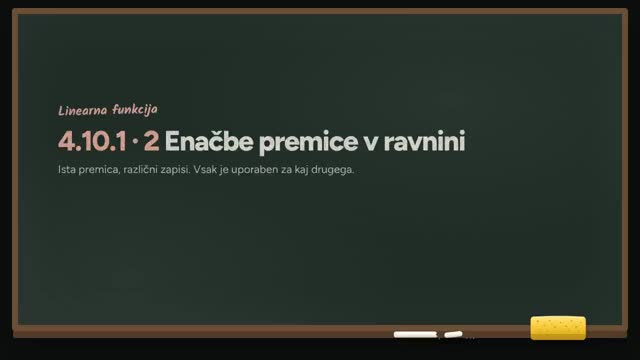 Linearna funkcija
4.10.1 · 2 Enačbe premice v ravnini
Ista premica, različni zapisi. Vsak je uporaben za kaj drugega.